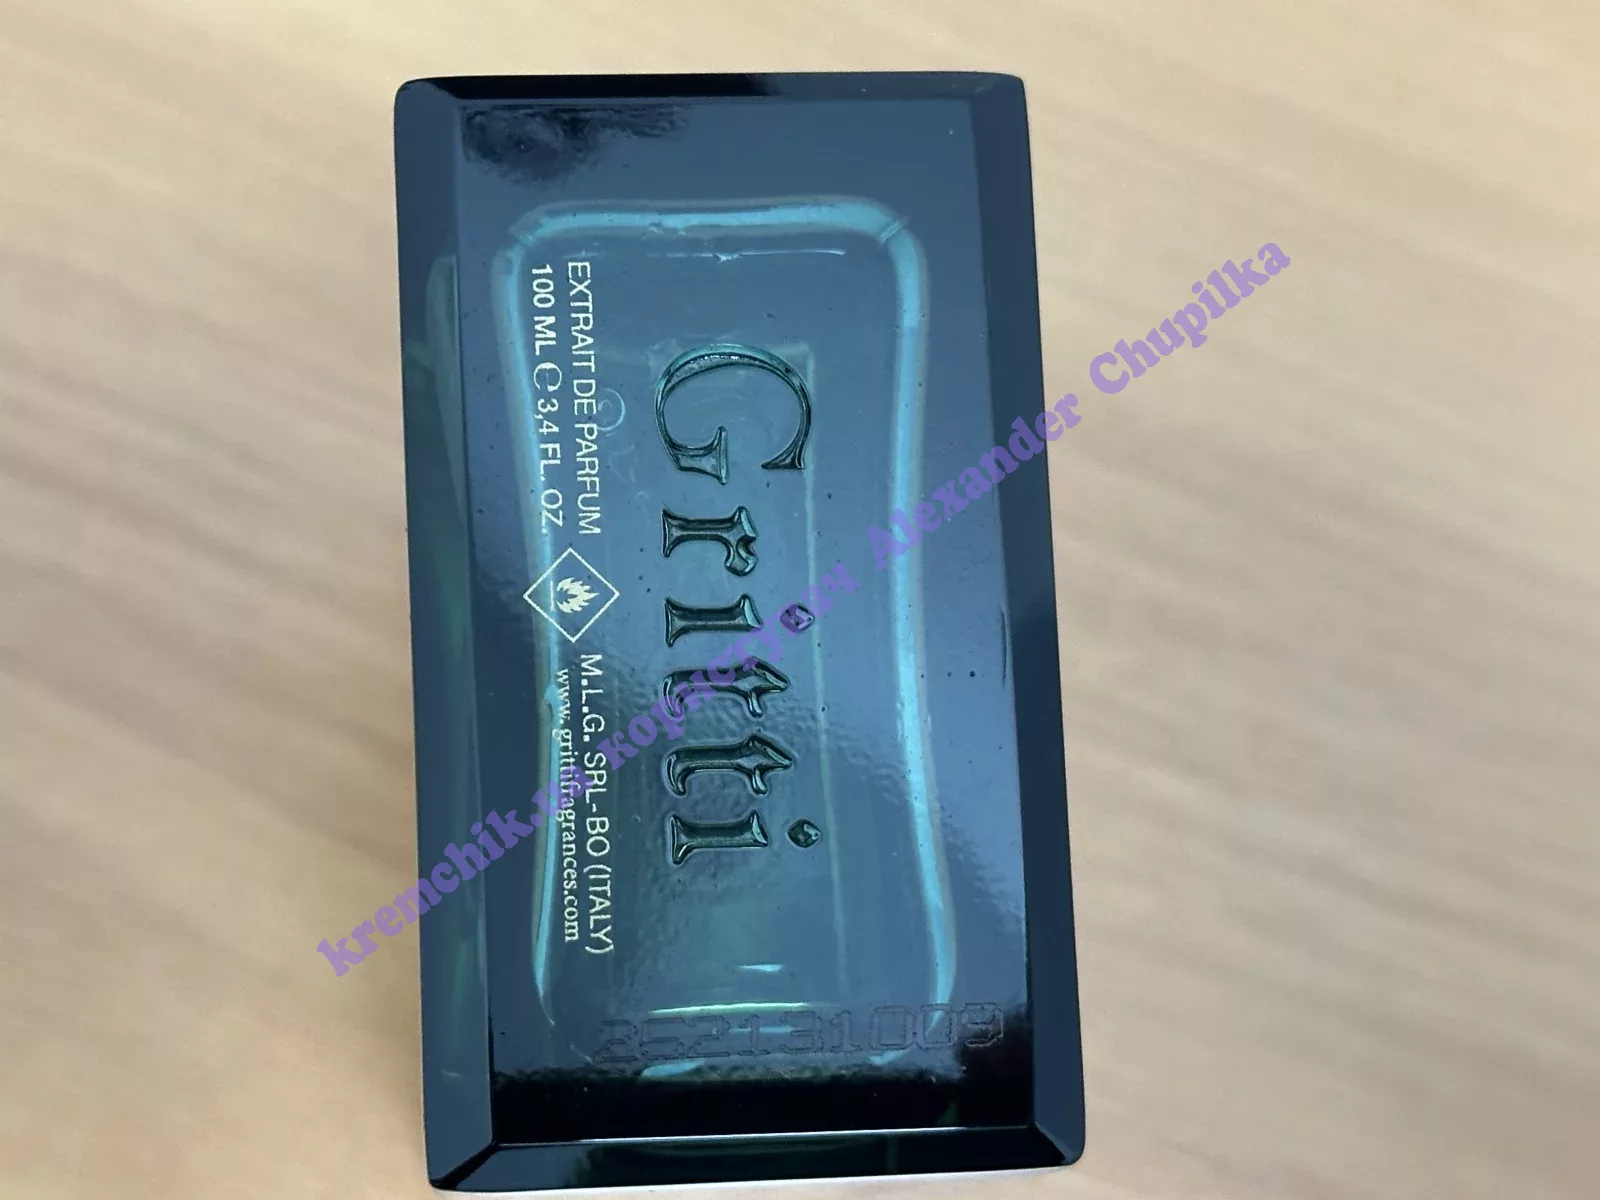 Gritti
EXTRAIT DE PARFUM
100 ML ℮ 3,4 FL. OZ.
M.L.G. SRL-BO (ITALY)
www.grittifragrances.com
252131009
kremchik.ua користувач Alexander Chupilka